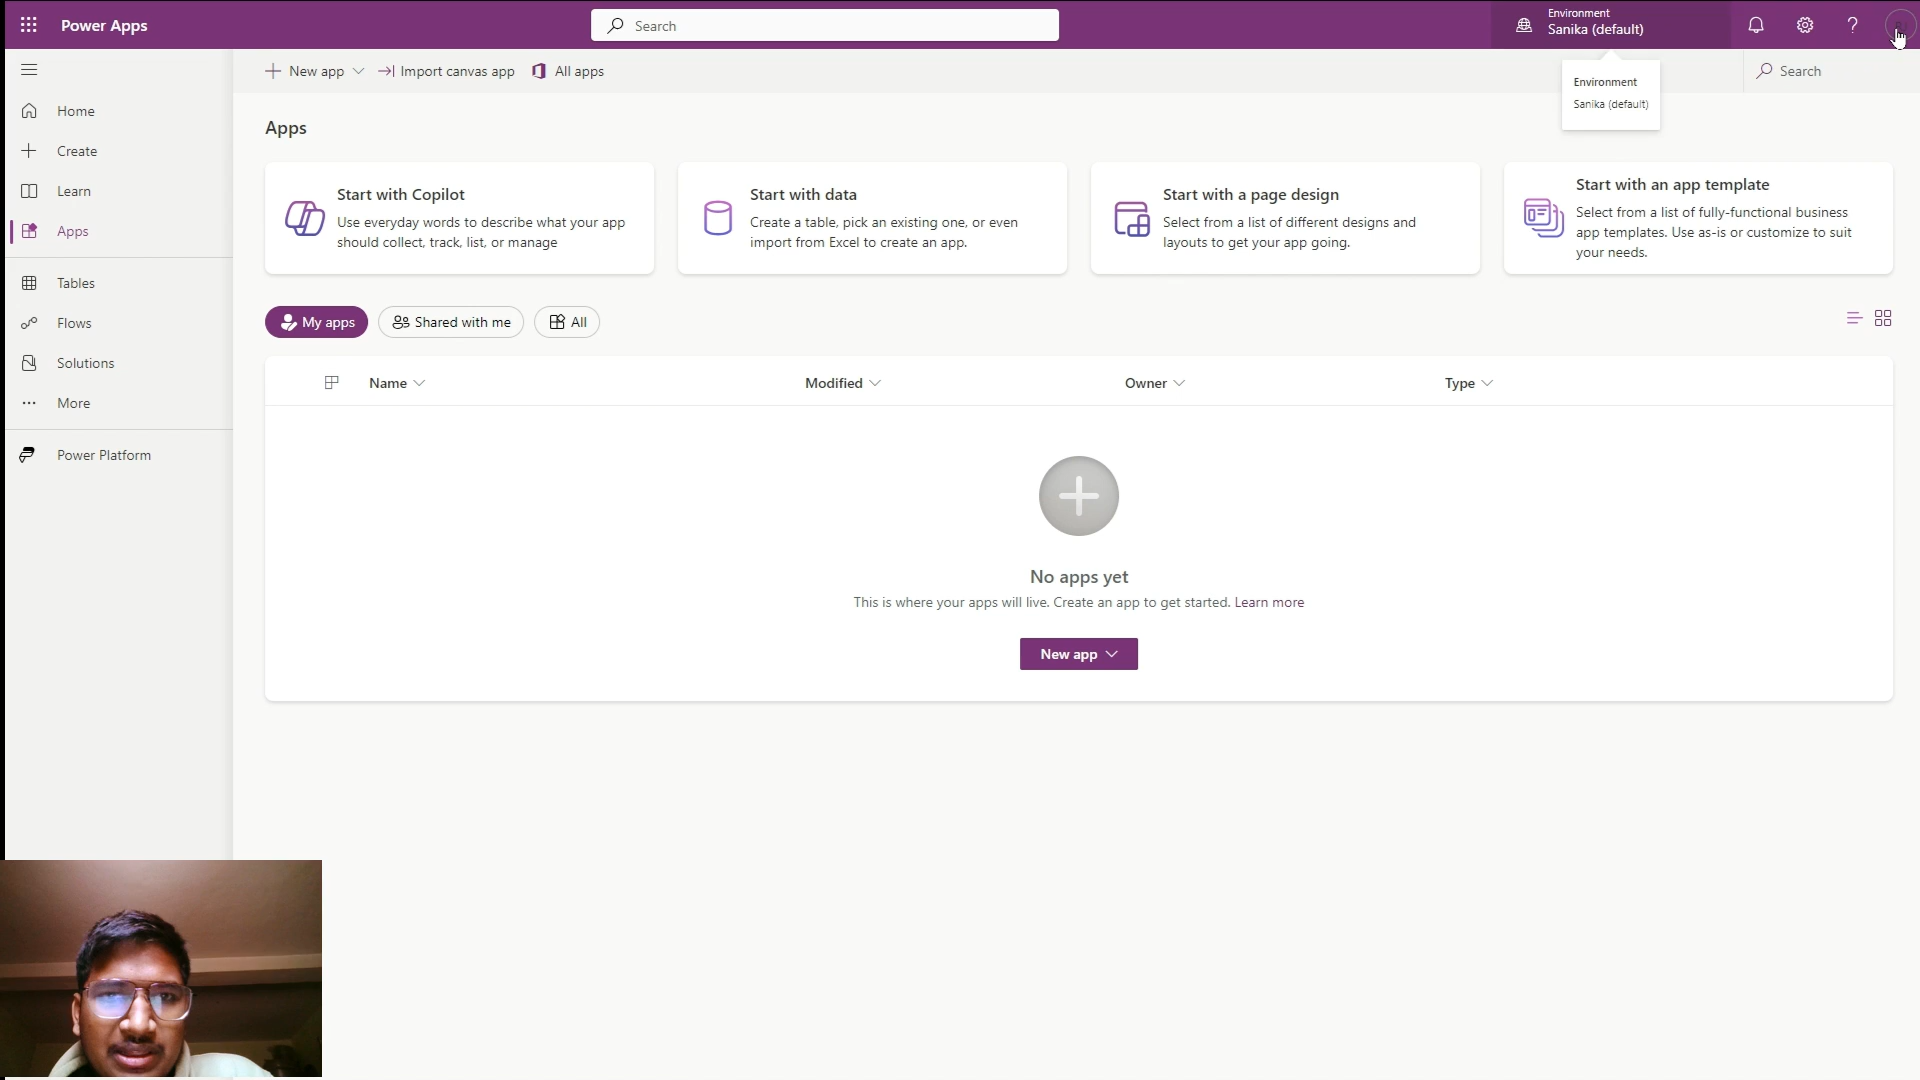 Power Apps
Search
Environment
Sanika (default)
New app
Import canvas app
All apps
Search
Environment
Sanika (default)
Home
Create
Learn
Apps
Tables
Flows
Solutions
More
Power Platform
Apps
Start with Copilot
Use everyday words to describe what your app
should collect, track, list, or manage
Start with data
Create a table, pick an existing one, or even
import from Excel to create an app.
Start with a page design
Select from a list of different designs and
layouts to get your app going.
Start with an app template
Select from a list of fully-functional business
app templates. Use as-is or customize to suit
your needs.
My apps
Shared with me
All
Name
Modified
Owner
Type
No apps yet
This is where your apps will live. Create an app to get started. Learn more
New app